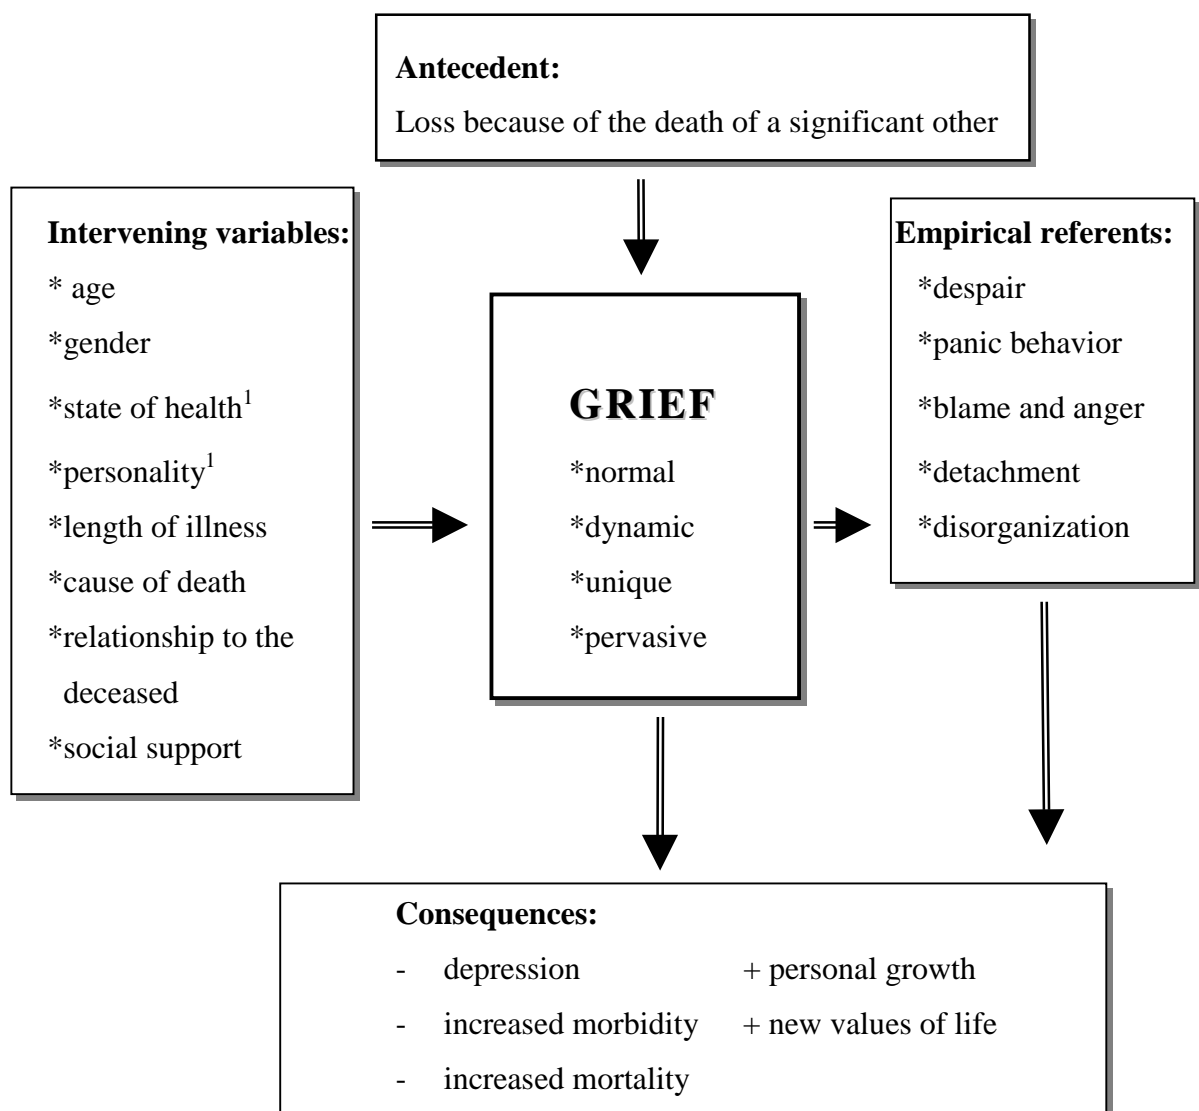 Antecedent:
Loss because of the death of a significant other
Intervening variables:
* age
*gender
*state of health¹
*personality¹
*length of illness
*cause of death
*relationship to the
deceased
*social support
GRIEF
*normal
*dynamic
*unique
*pervasive
Empirical referents:
*despair
*panic behavior
*blame and anger
*detachment
*disorganization
Consequences:
- depression + personal growth
- increased morbidity + new values of life
- increased mortality